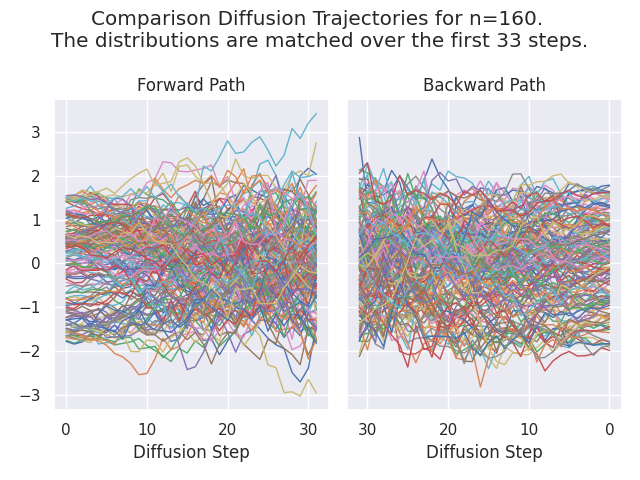 Comparison Diffusion Trajectories for n=160.
The distributions are matched over the first 33 steps.
Forward Path
Backward Path
3
2
1
0
−1
−2
−3
0 10 20 30
30 20 10 0
Diffusion Step
Diffusion Step